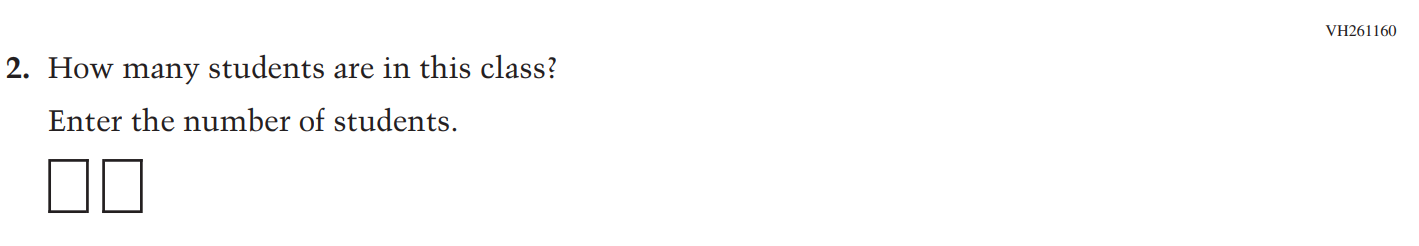 VH261160
2. How many students are in this class?
Enter the number of students.